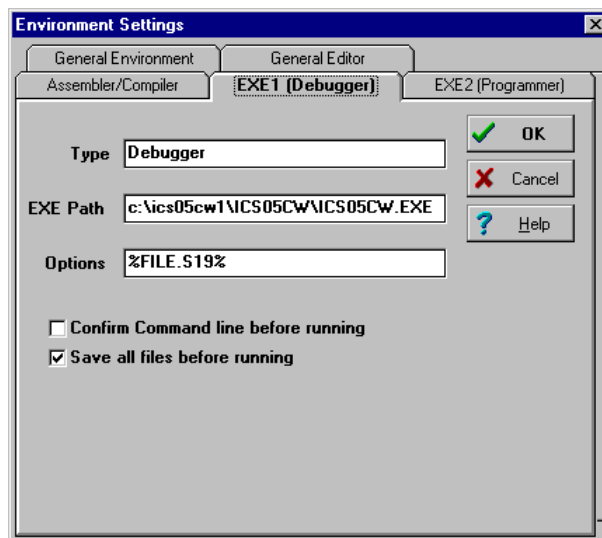 Environment Settings
General Environment
General Editor
Assembler/Compiler
EXE1 (Debugger)
EXE2 (Programmer)
Type
Debugger
EXE Path
c:\ics05cw1\ICS05CW\ICS05CW.EXE
Options
%FILE.S19%
Confirm Command line before running
Save all files before running
OK
Cancel
Help